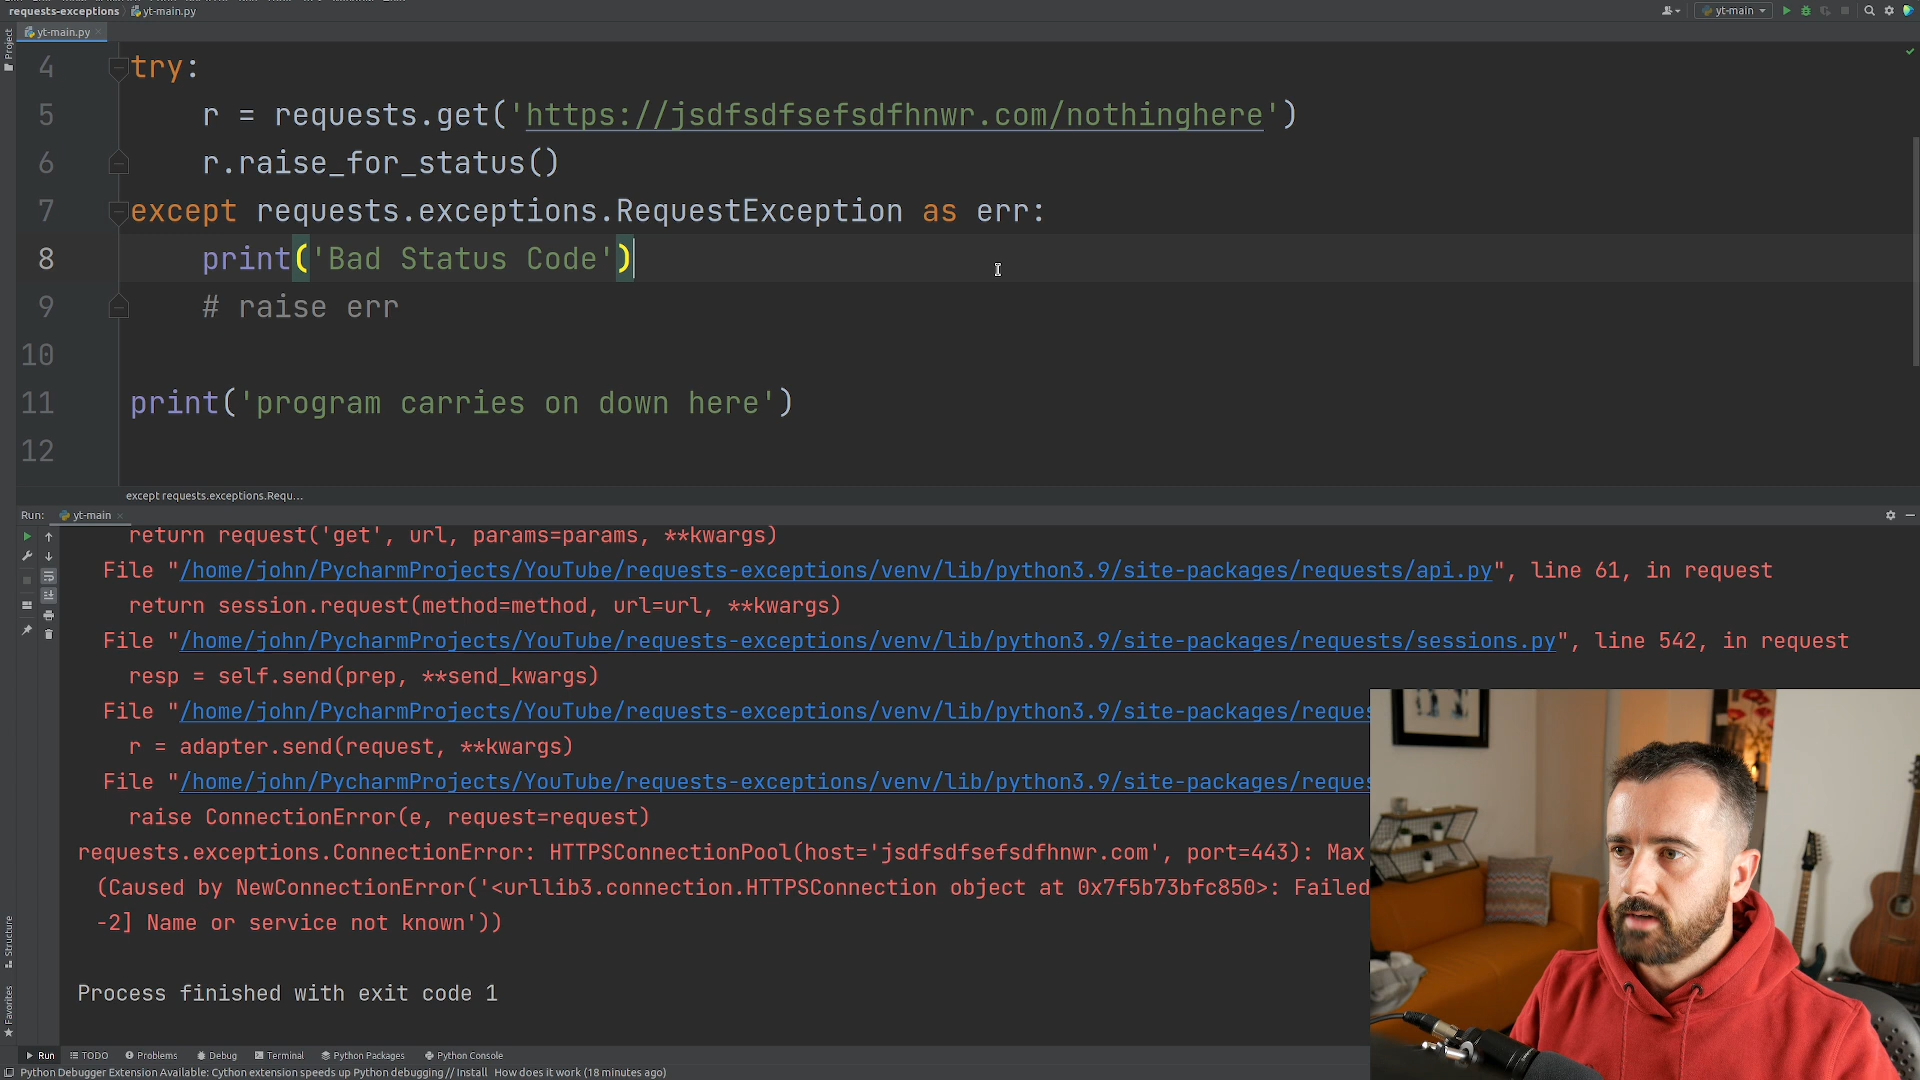 requests-exceptions yt-main.py
yt-main
yt-main.py
Project
4 try:
5 r = requests.get('https://jsdfsdfsefsdfhnwr.com/nothinghere')
6 r.raise_for_status()
7 except requests.exceptions.RequestException as err:
8 print('Bad Status Code')
9 # raise err
10
11 print('program carries on down here')
12
except requests.exceptions.Requ...
Run: yt-main
return request('get', url, params=params, **kwargs)
File "/home/john/PycharmProjects/YouTube/requests-exceptions/venv/lib/python3.9/site-packages/requests/api.py", line 61, in request
return session.request(method=method, url=url, **kwargs)
File "/home/john/PycharmProjects/YouTube/requests-exceptions/venv/lib/python3.9/site-packages/requests/sessions.py", line 542, in request
resp = self.send(prep, **send_kwargs)
File "/home/john/PycharmProjects/YouTube/requests-exceptions/venv/lib/python3.9/site-packages/reques
r = adapter.send(request, **kwargs)
File "/home/john/PycharmProjects/YouTube/requests-exceptions/venv/lib/python3.9/site-packages/reques
raise ConnectionError(e, request=request)
requests.exceptions.ConnectionError: HTTPSConnectionPool(host='jsdfsdfsefsdfhnwr.com', port=443): Max
(Caused by NewConnectionError('<urllib3.connection.HTTPSConnection object at 0x7f5b73bfc850>: Failed
-2] Name or service not known'))
Process finished with exit code 1
Structure
Favorites
Run TODO Problems Debug Terminal Python Packages Python Console
Python Debugger Extension Available: Cython extension speeds up Python debugging // Install How does it work (18 minutes ago)